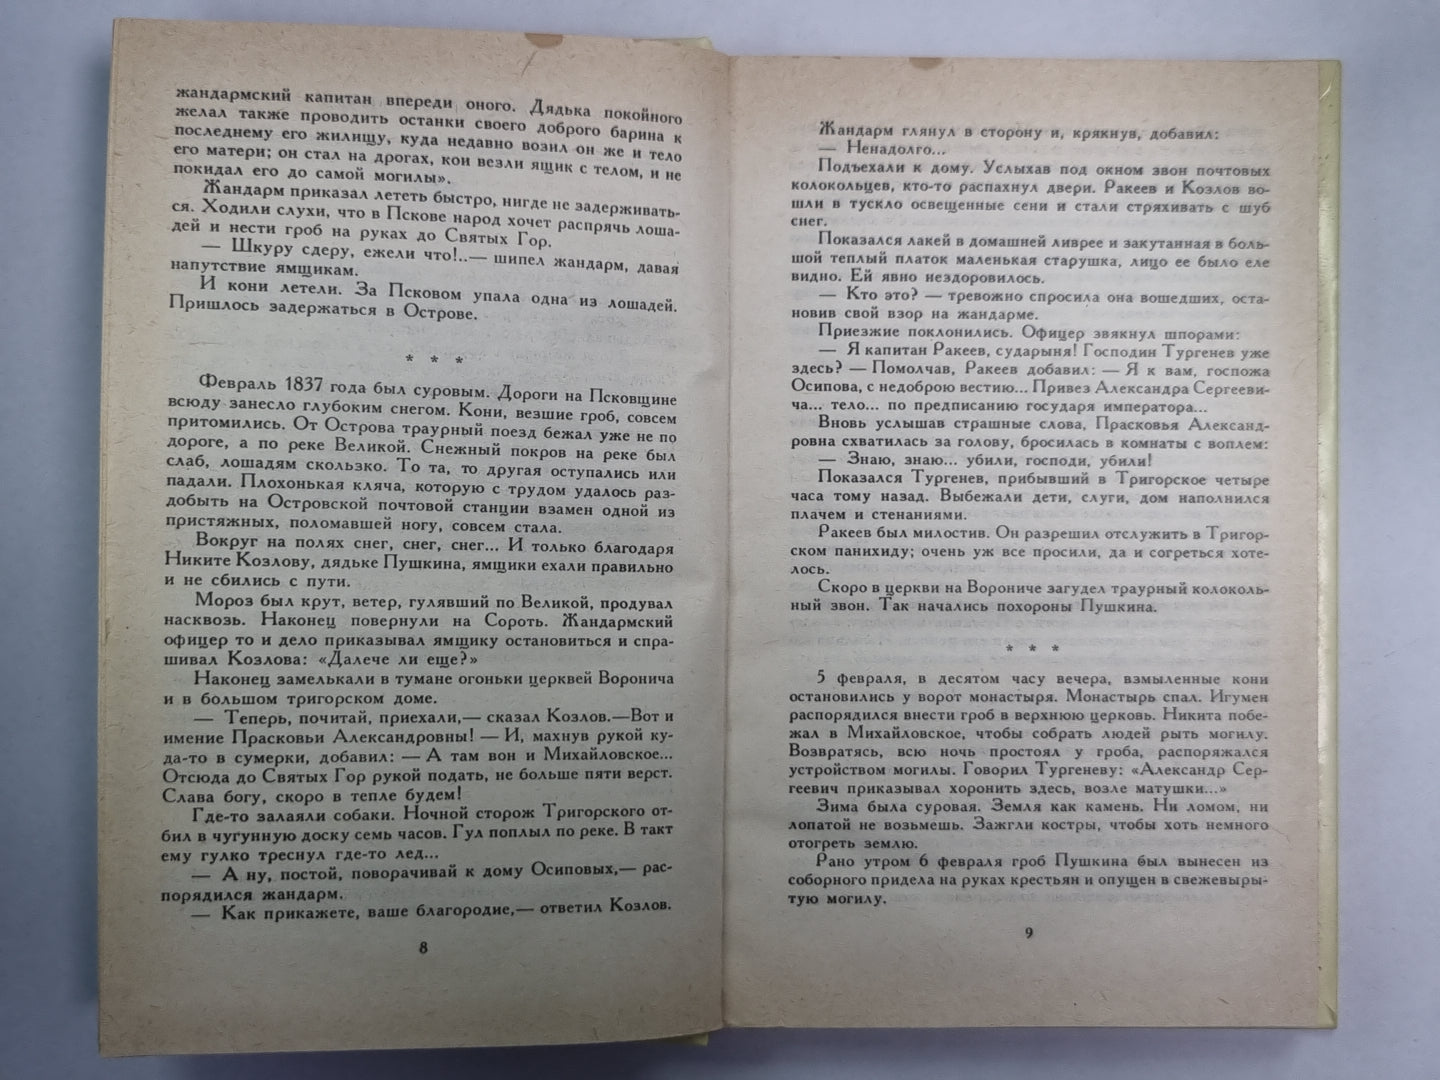 жандармский капитан впереди оного. Дядька покойного
желал также проводить останки своего доброго барина к
последнему его жилищу, куда недавно возил он же и тело
его матери; он стал на дрогах, кои везли ящик с телом, и не
покидал его до самой могилы».
Жандарм приказал лететь быстро, нигде не задерживать-
ся. Ходили слухи, что в Пскове народ хочет распрячь лоша-
дей и нести гроб на руках до Святых Гор.
— Шкуру сдеру, ежели что!..— шипел жандарм, давая
напутствие ямщикам.
И кони летели. За Псковом упала одна из лошадей.
Пришлось задержаться в Острове.
* * *
Февраль 1837 года был суровым. Дороги на Псковщине
всюду занесло глубоким снегом. Кони, везшие гроб, совсем
притомились. От Острова траурный поезд бежал уже не по
дороге, а по реке Великой. Снежный покров на реке был
слаб, лошадям скользко. То та, то другая оступались или
падали. Плохонькая кляча, которую с трудом удалось раз-
добыть на Островской почтовой станции взамен одной из
пристяжных, поломавшей ногу, совсем стала.
Вокруг на полях снег, снег, снег... И только благодаря
Никите Козлову, дядьке Пушкина, ямщики ехали правильно
и не сбились с пути.
Мороз был крут, ветер, гулявший по Великой, продувал
насквозь. Наконец повернули на Сороть. Жандармский
офицер то и дело приказывал ямщику остановиться и спра-
шивал Козлова: «Далече ли еще?»
Наконец замелькали в тумане огоньки церквей Воронича
и в большом тригорском доме.
— Теперь, почитай, приехали,— сказал Козлов.—Вот и
имение Прасковьи Александровны! — И, махнув рукой ку-
да-то в сумерки, добавил: — А там вон и Михайловское...
Отсюда до Святых Гор рукой подать, не больше пяти верст.
Слава богу, скоро в тепле будем!
Где-то залаяли собаки. Ночной сторож Тригорского от-
бил в чугунную доску семь часов. Гул поплыл по реке. В такт
ему гулко треснул где-то лед...
— А ну, постой, поворачивай к дому Осиповых,— рас-
порядился жандарм.
— Как прикажете, ваше благородие,— ответил Козлов.
8
Жандарм глянул в сторону и, крякнув, добавил:
— Ненадолго...
Подъехали к дому. Услыхав под окном звон почтовых
колокольцев, кто-то распахнул двери. Ракеев и Козлов во-
шли в тускло освещенные сени и стали стряхивать с шуб
снег.
Показался лакей в домашней ливрее и закутанная в боль-
шой теплый платок маленькая старушка, лицо ее было еле
видно. Ей явно нездоровилось.
— Кто это? — тревожно спросила она вошедших, оста-
новив свой взор на жандарме.
Приезжие поклонились. Офицер звякнул шпорами:
— Я капитан Ракеев, сударыня! Господин Тургенев уже
здесь? — Помолчав, Ракеев добавил: — Я к вам, госпожа
Осипова, с недоброю вестию... Привез Александра Сергееви-
ча... тело... по предписанию государя императора...
Вновь услышав страшные слова, Прасковья Александ-
ровна схватилась за голову, бросилась в комнаты с воплем:
— Знаю, знаю... убили, господи, убили!
Показался Тургенев, прибывший в Тригорское четыре
часа тому назад. Выбежали дети, слуги, дом наполнился
плачем и стенаниями.
Ракеев был милостив. Он разрешил отслужить в Тригор-
ском панихиду; очень уж все просили, да и согреться хоте-
лось.
Скоро в церкви на Ворониче загудел траурный колоколь-
ный звон. Так начались похороны Пушкина.
* * *
5 февраля, в десятом часу вечера, взмыленные кони
остановились у ворот монастыря. Монастырь спал. Игумен
распорядился внести гроб в верхнюю церковь. Никита побе-
жал в Михайловское, чтобы собрать людей рыть могилу.
Возвратясь, всю ночь простоял у гроба, распоряжался
устройством могилы. Говорил Тургеневу: «Александр Сер-
геевич приказывал хоронить здесь, возле матушки...»
Зима была суровая. Земля как камень. Ни ломом, ни
лопатой не возьмешь. Зажгли костры, чтобы хоть немного
отогреть землю.
Рано утром 6 февраля гроб Пушкина был вынесен из
соборного придела на руках крестьян и опущен в свежевыры-
тую могилу.
9